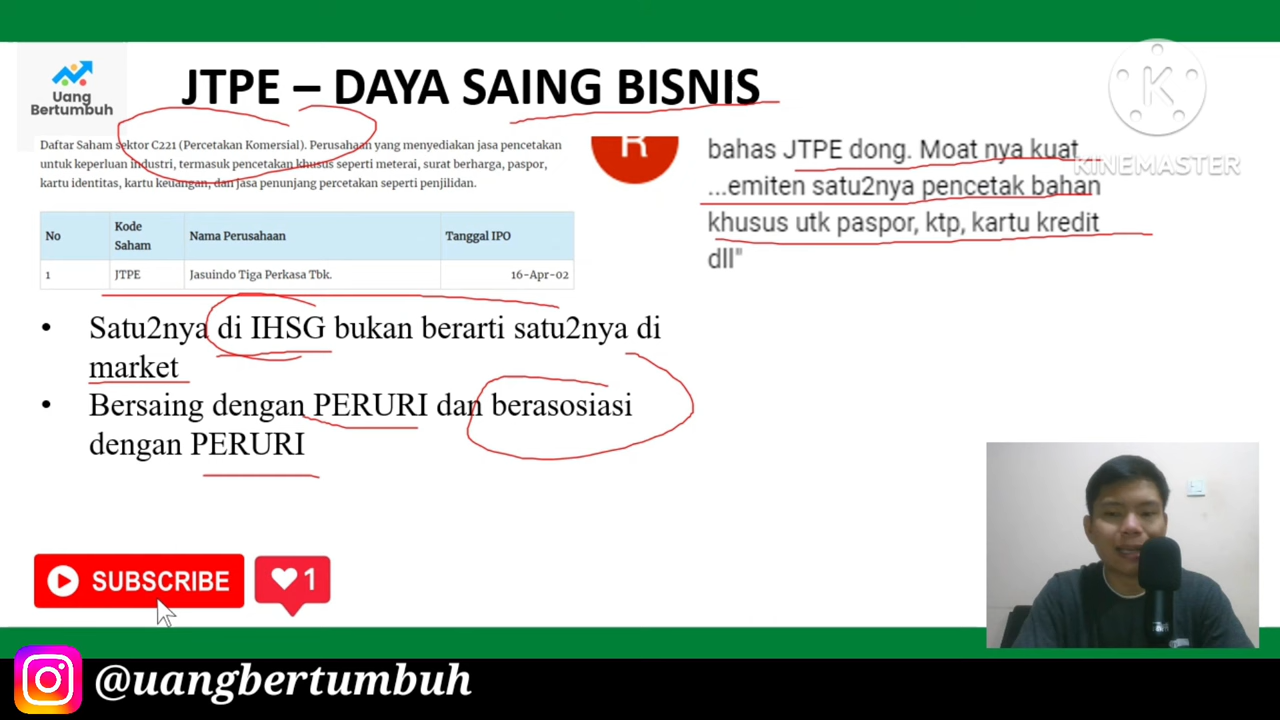 Uang
Bertumbuh
JTPE – DAYA SAING BISNIS
K
KINEMASTER
Daftar Saham sektor C221 (Percetakan Komersial). Perusahaan yang menyediakan jasa pencetakan
untuk keperluan industri, termasuk pencetakan khusus seperti meterai, surat berharga, paspor,
kartu identitas, kartu keuangan, dan jasa penunjang percetakan seperti penjilidan.
No Kode Saham Nama Perusahaan Tanggal IPO
1 JTPE Jasuindo Tiga Perkasa Tbk. 16-Apr-02
R
bahas JTPE dong. Moat nya kuat
...emiten satu2nya pencetak bahan
khusus utk paspor, ktp, kartu kredit
dll"
• Satu2nya di IHSG bukan berarti satu2nya di
market
• Bersaing dengan PERURI dan berasosiasi
dengan PERURI
SUBSCRIBE
1
@uangbertumbuh